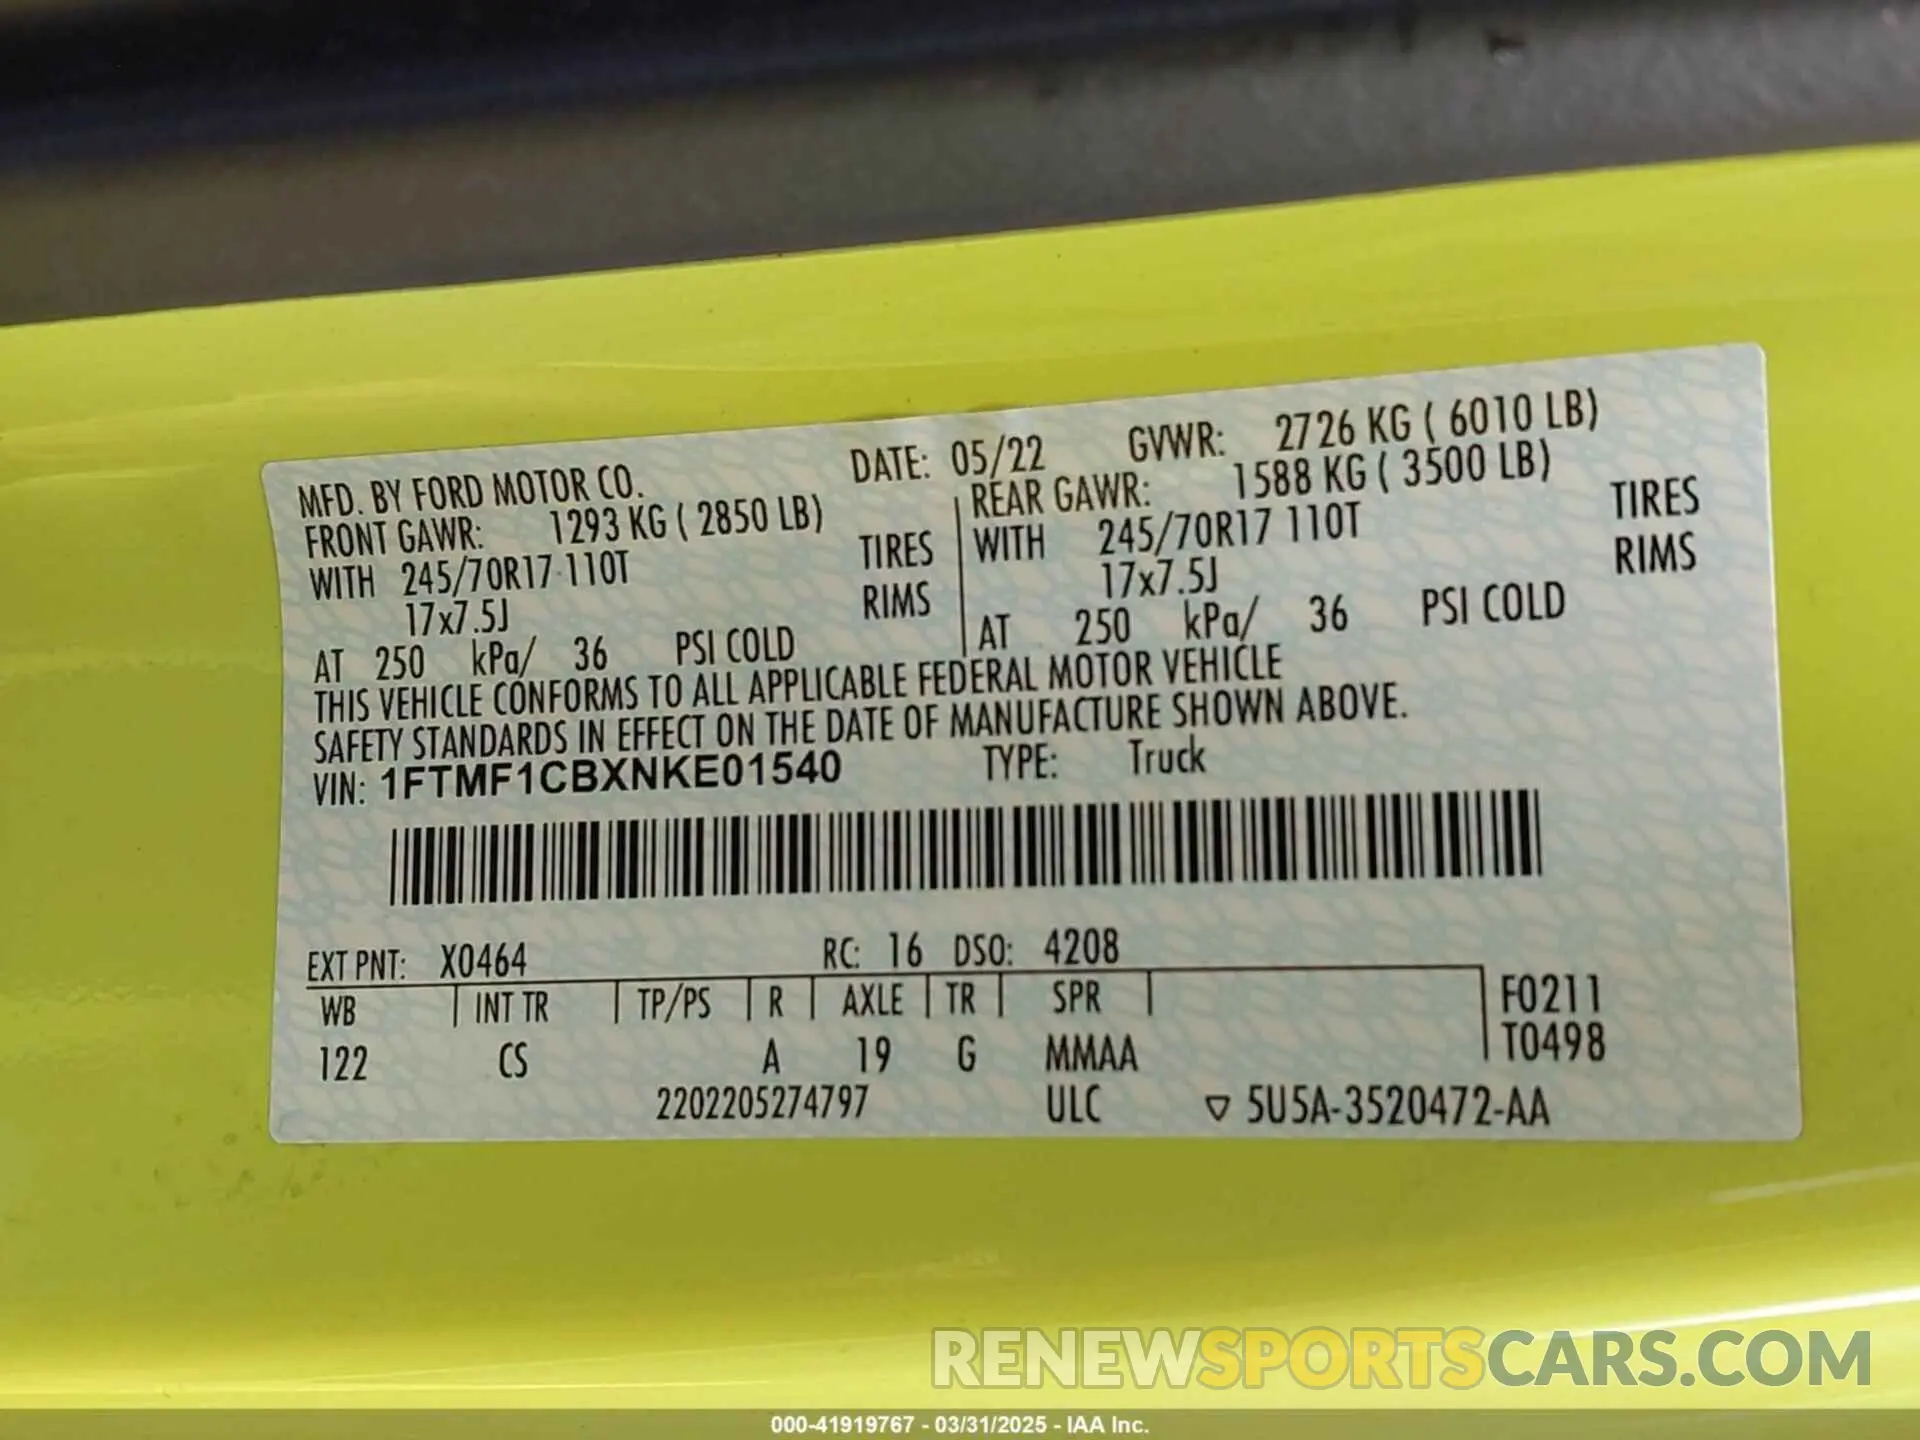 MFD. BY FORD MOTOR CO. DATE: 05/22 GVWR: 2726 KG ( 6010 LB)
FRONT GAWR: 1293 KG ( 2850 LB) REAR GAWR: 1588 KG ( 3500 LB)
WITH 245/70R17 110T TIRES WITH 245/70R17 110T TIRES
17x7.5J RIMS 17x7.5J RIMS
AT 250 kPa/ 36 PSI COLD AT 250 kPa/ 36 PSI COLD
THIS VEHICLE CONFORMS TO ALL APPLICABLE FEDERAL MOTOR VEHICLE
SAFETY STANDARDS IN EFFECT ON THE DATE OF MANUFACTURE SHOWN ABOVE.
VIN: 1FTMF1CBXNKE01540 TYPE: Truck
EXT PNT: X0464 RC: 16 DSO: 4208
WB INT TR TP/PS R AXLE TR SPR F0211
T0498
122 CS A 19 G MMAA
2202205274797 ULC ▽ 5U5A-3520472-AA
RENEWSPORTSCARS.COM
000-41919767 - 03/31/2025 - IAA Inc.